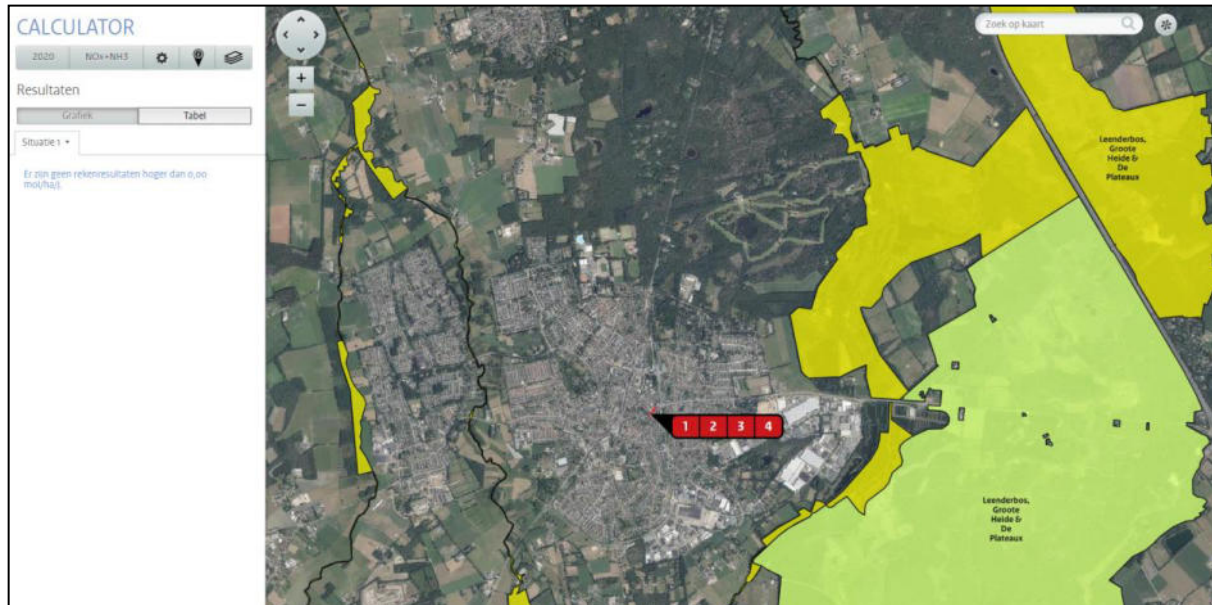 CALCULATOR
2020 NOx+NH3
Resultaten
Grafiek Tabel
Situatie 1
Er zijn geen rekenresultaten hoger dan 0,00
mol/ha/j.
Zoek op kaart
Leenderbos,
Groote
Heide &
De
Plateaux
1 2 3 4
Leenderbos,
Groote
Heide &
De
Plateaux